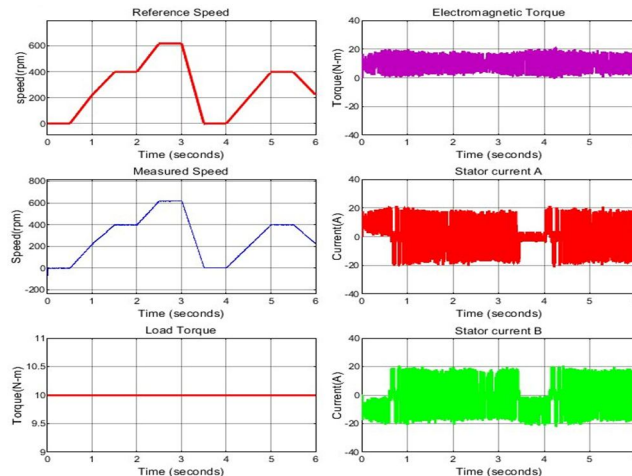 Reference Speed
speed(rpm)
600
400
200
0
0 1 2 3 4 5 6
Time (seconds)
Electromagnetic Torque
Torque(N-m)
40
20
0
-20
-40
0 1 2 3 4 5
Time (seconds)
Measured Speed
Speed(rpm)
800
600
400
200
0
-200
0 1 2 3 4 5 6
Time (seconds)
Stator current A
Current(A)
40
20
0
-20
-40
0 1 2 3 4 5
Time (seconds)
Load Torque
Torque(N-m)
11
10.5
10
9.5
9
0 1 2 3 4 5 6
Time (seconds)
Stator current B
Current(A)
40
20
0
-20
-40
0 1 2 3 4 5
Time (seconds)